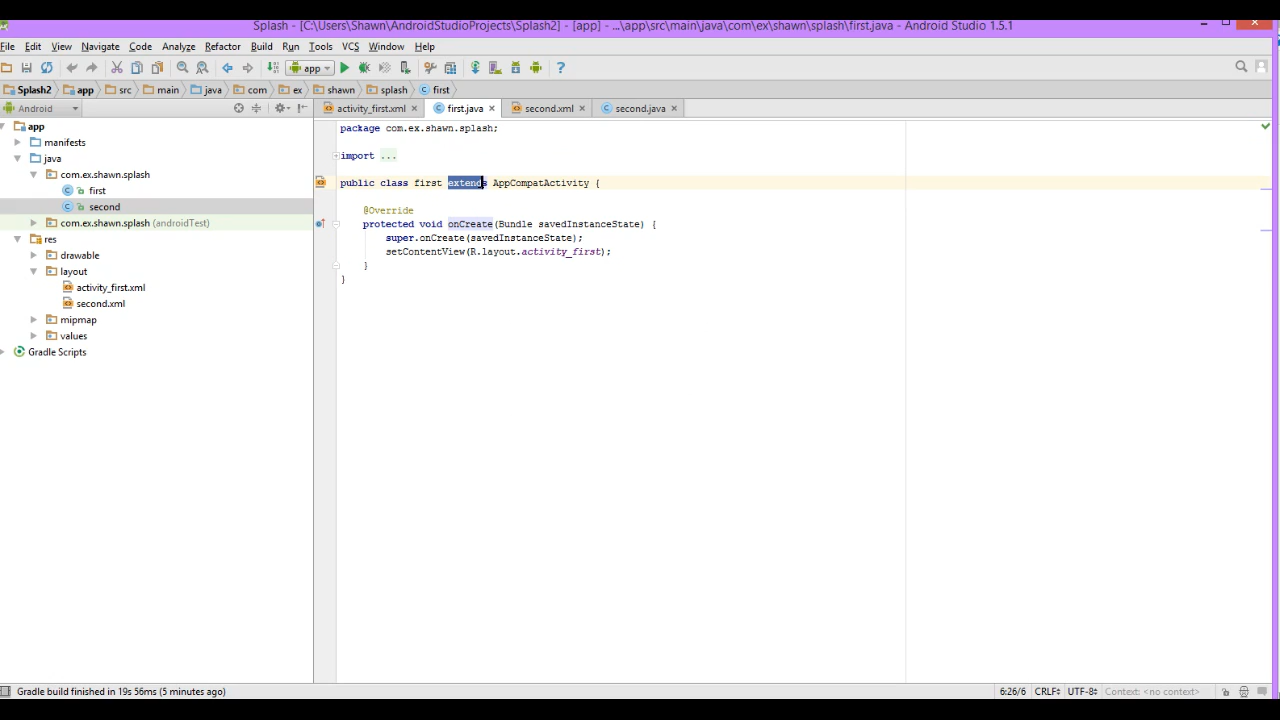 Splash - [C:\Users\Shawn\AndroidStudioProjects\Splash2] - [app] - ...\app\src\main\java\com\ex\shawn\splash\first.java - Android Studio 1.5.1
File Edit View Navigate Code Analyze Refactor Build Run Tools VCS Window Help
app
Splash2 app src main java com ex shawn splash first
Android
activity_first.xml first.java second.xml second.java
app
manifests
java
com.ex.shawn.splash
first
second
com.ex.shawn.splash (androidTest)
res
drawable
layout
activity_first.xml
second.xml
mipmap
values
Gradle Scripts
package com.ex.shawn.splash;
import ...
public class first extends AppCompatActivity {
@Override
protected void onCreate(Bundle savedInstanceState) {
super.onCreate(savedInstanceState);
setContentView(R.layout.activity_first);
}
}
Gradle build finished in 19s 56ms (5 minutes ago)
6:26/6 CRLF UTF-8 Context: <no context>